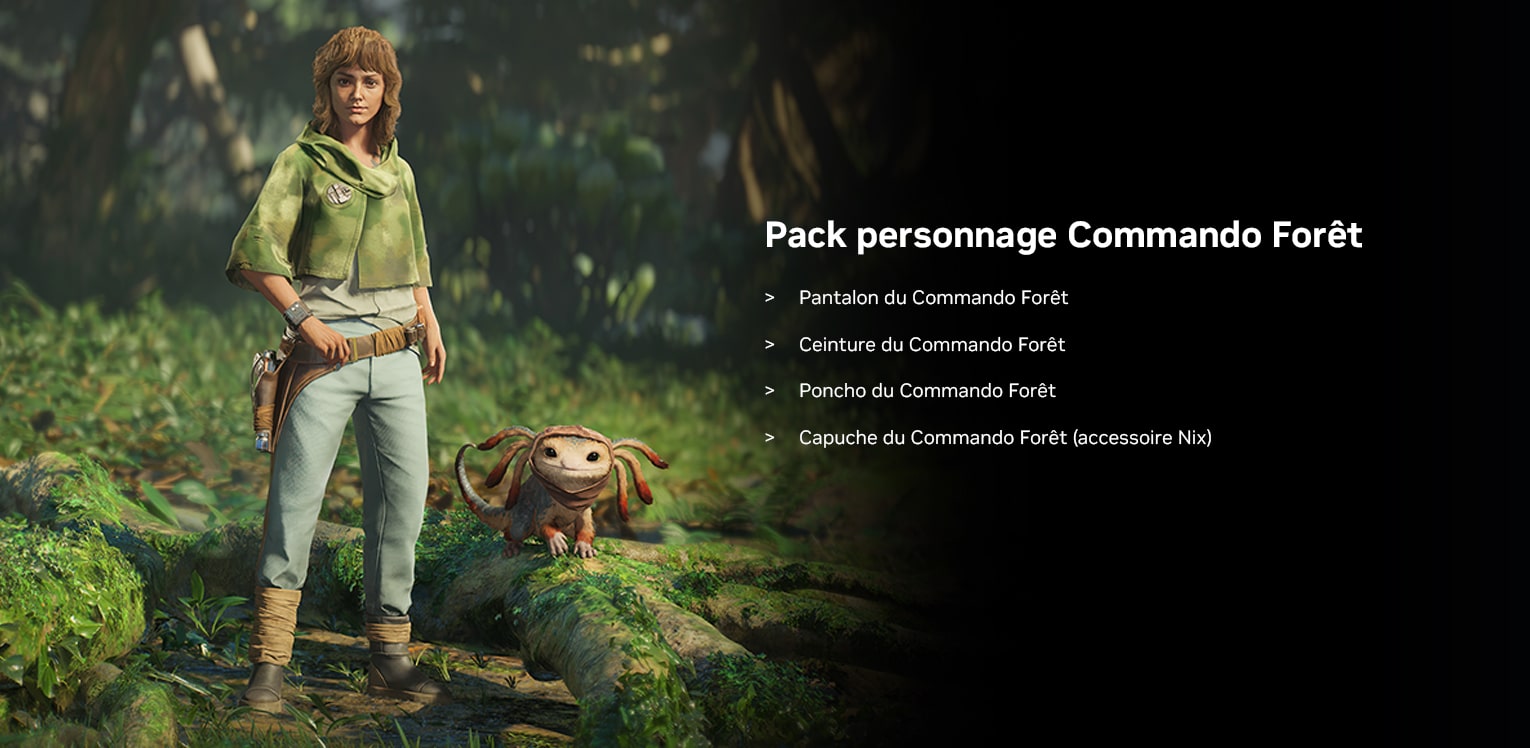 Pack personnage Commando Forêt
> Pantalon du Commando Forêt
> Ceinture du Commando Forêt
> Poncho du Commando Forêt
> Capuche du Commando Forêt (accessoire Nix)